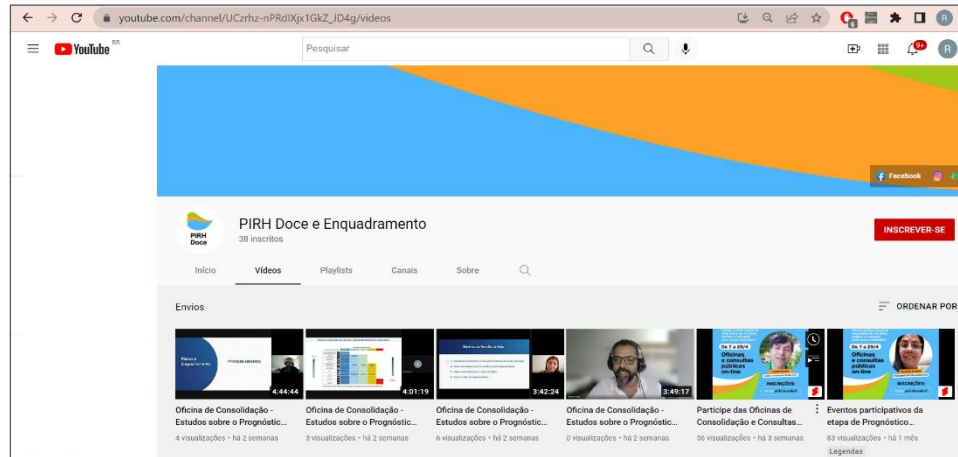 youtube.com/channel/UCzrhz-nPRdIXjx1GkZ_JD4g/videos
R
YouTube BR
Pesquisar
9+
R
Facebook
PIRH Doce
PIRH Doce e Enquadramento
38 inscritos
INSCREVER-SE
Início Vídeos Playlists Canais Sobre
Envios
ORDENAR POR
4:44:44
4:01:19
3:42:24
3:49:17
De 7 a 28/4
Oficinas e consultas públicas on-line
INSCRIÇÕES:
Oficinas e consultas públicas on-line
INSCRIÇÕES:
Oficina de Consolidação - Estudos sobre o Prognóstic...
4 visualizações • há 2 semanas
Oficina de Consolidação - Estudos sobre o Prognóstic...
3 visualizações • há 2 semanas
Oficina de Consolidação - Estudos sobre o Prognóstic...
6 visualizações • há 2 semanas
Oficina de Consolidação - Estudos sobre o Prognóstic...
0 visualizações • há 2 semanas
Participe das Oficinas de Consolidação e Consultas...
36 visualizações • há 3 semanas
Eventos participativos da etapa de Prognóstico...
83 visualizações • há 1 mês
Legendas